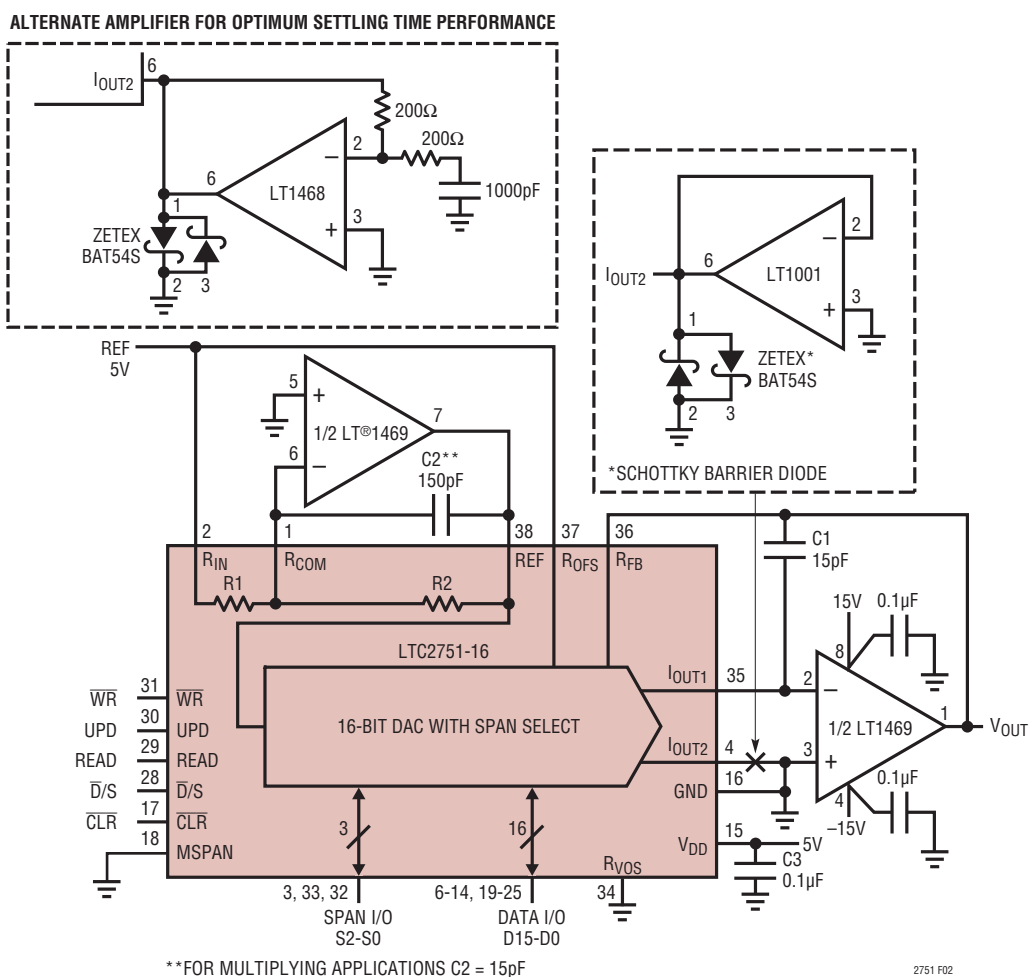 ALTERNATE AMPLIFIER FOR OPTIMUM SETTLING TIME PERFORMANCE
IOUT2
6
200Ω
200Ω
2
6
LT1468
1000pF
1
3
ZETEX
BAT54S
2 3
–
+
IOUT2
6
2
LT1001
3
–
+
1
ZETEX*
BAT54S
2 3
*SCHOTTKY BARRIER DIODE
REF
5V
5
+
7
1/2 LT®1469
6
–
C2**
150pF
2 1 38 37 36
RIN RCOM REF ROFS RFB
C1
15pF
R1 R2
LTC2751-16
16-BIT DAC WITH SPAN SELECT
IOUT1 35
IOUT2 4
16
GND
15V 0.1µF
8
2 –
1/2 LT1469
1 VOUT
3 +
4
–15V
0.1µF
VDD 15
5V
C3
0.1µF
RVOS
34
WR 31 WR
UPD 30 UPD
READ 29 READ
D/S 28 D/S
CLR 17 CLR
18 MSPAN
3 16
3, 33, 32 6-14, 19-25
SPAN I/O DATA I/O
S2-S0 D15-D0
**FOR MULTIPLYING APPLICATIONS C2 = 15pF
2751 F02